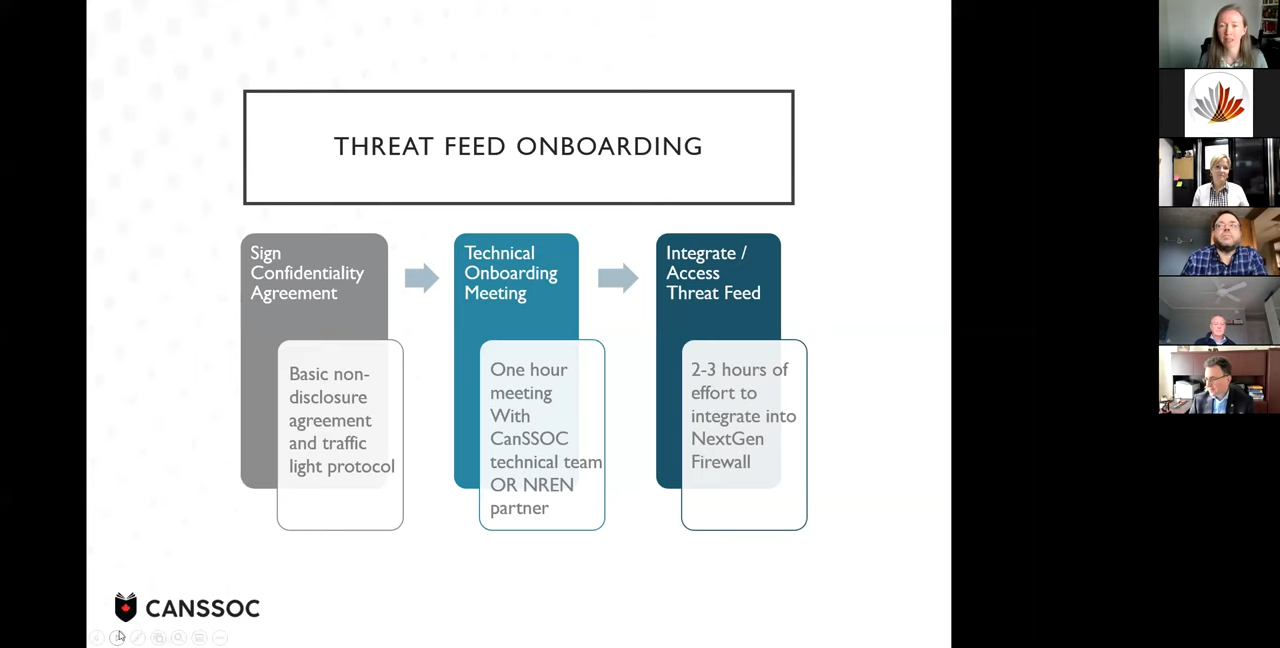 THREAT FEED ONBOARDING
Sign
Confidentiality
Agreement
Basic non-
disclosure
agreement
and traffic
light protocol
Technical
Onboarding
Meeting
One hour
meeting
With
CanSSOC
technical team
OR NREN
partner
Integrate /
Access
Threat Feed
2-3 hours of
effort to
integrate into
NextGen
Firewall
CANSSOC